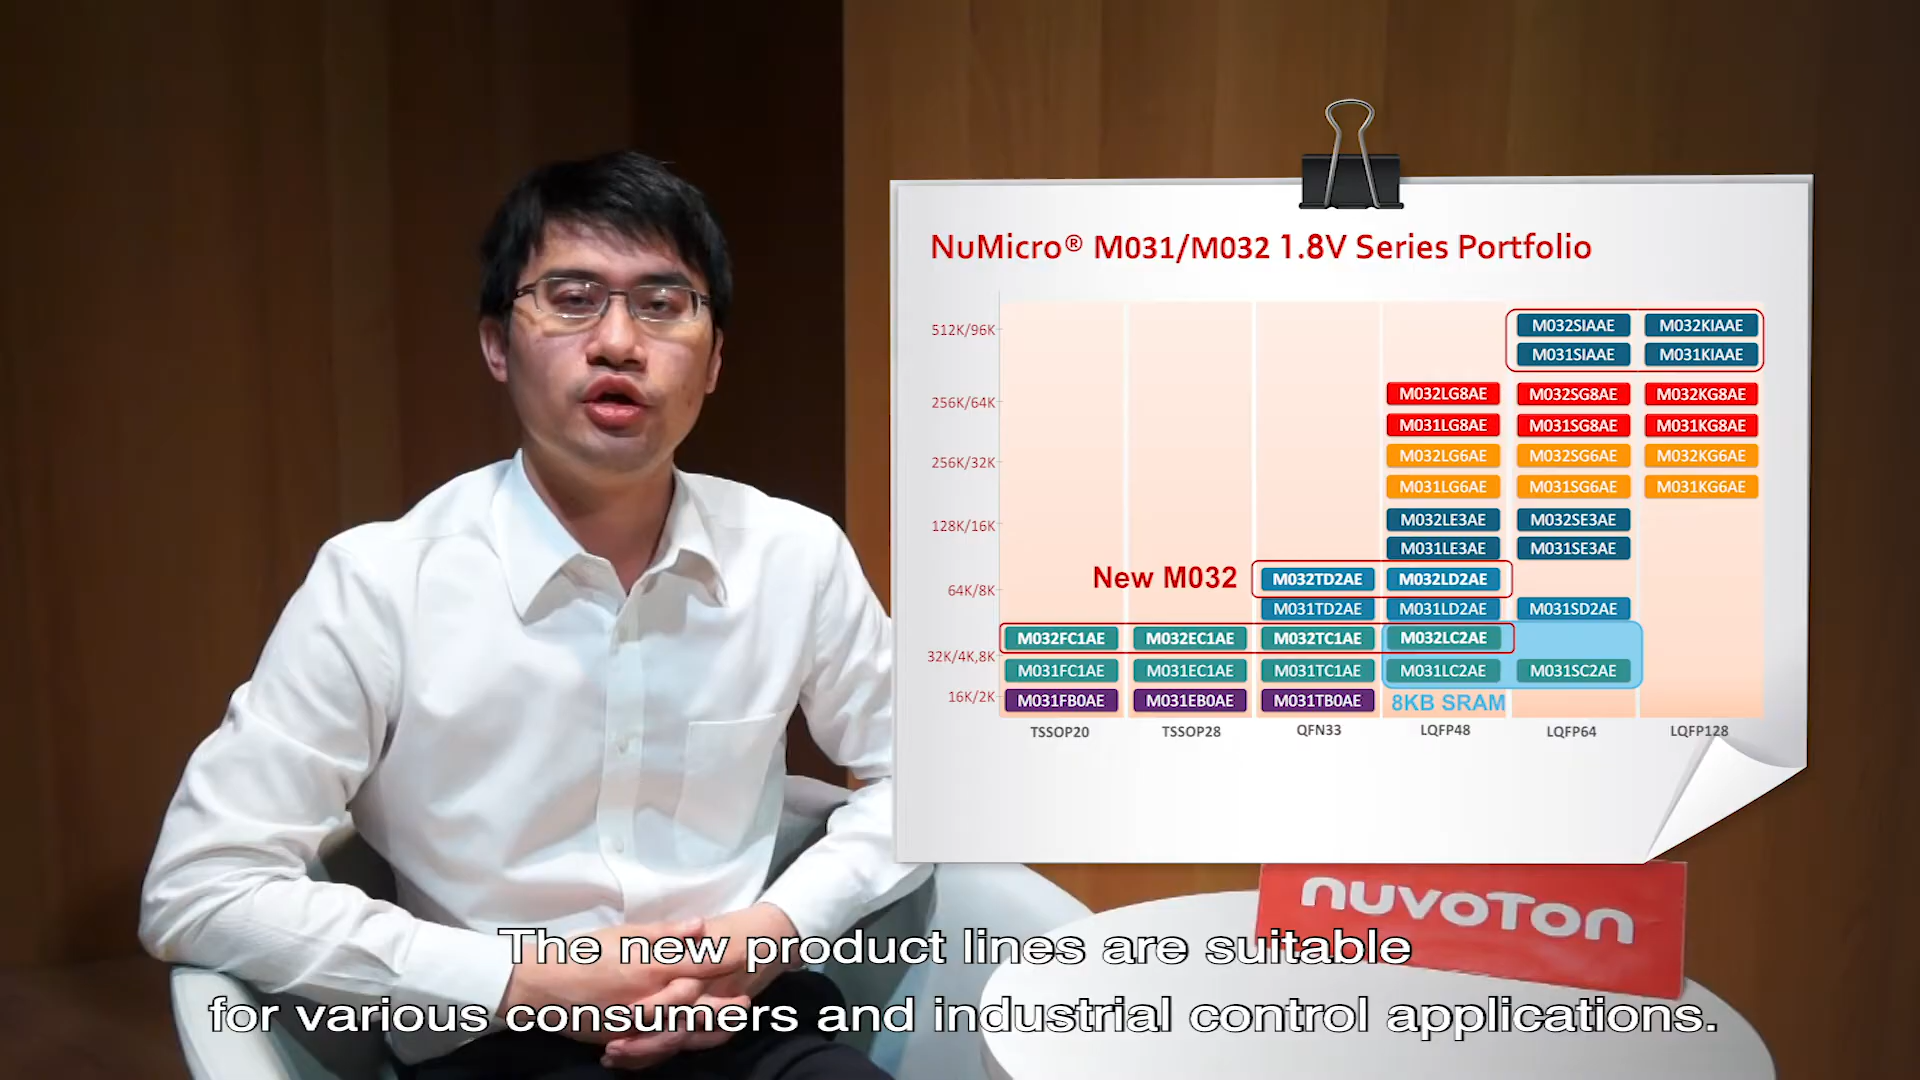 NuMicro® M031/M032 1.8V Series Portfolio
512K/96K
M032SIAAE M032KIAAE
M031SIAAE M031KIAAE
256K/64K
M032LG8AE M032SG8AE M032KG8AE
M031LG8AE M031SG8AE M031KG8AE
256K/32K
M032LG6AE M032SG6AE M032KG6AE
M031LG6AE M031SG6AE M031KG6AE
128K/16K
M032LE3AE M032SE3AE
M031LE3AE M031SE3AE
New M032
M032TD2AE M032LD2AE
64K/8K
M031TD2AE M031LD2AE M031SD2AE
M032FC1AE M032EC1AE M032TC1AE M032LC2AE
32K/4K,8K
M031FC1AE M031EC1AE M031TC1AE M031LC2AE M031SC2AE
16K/2K
M031FB0AE M031EB0AE M031TB0AE 8KB SRAM
TSSOP20 TSSOP28 QFN33 LQFP48 LQFP64 LQFP128
nuvoTon
The new product lines are suitable
for various consumers and industrial control applications.